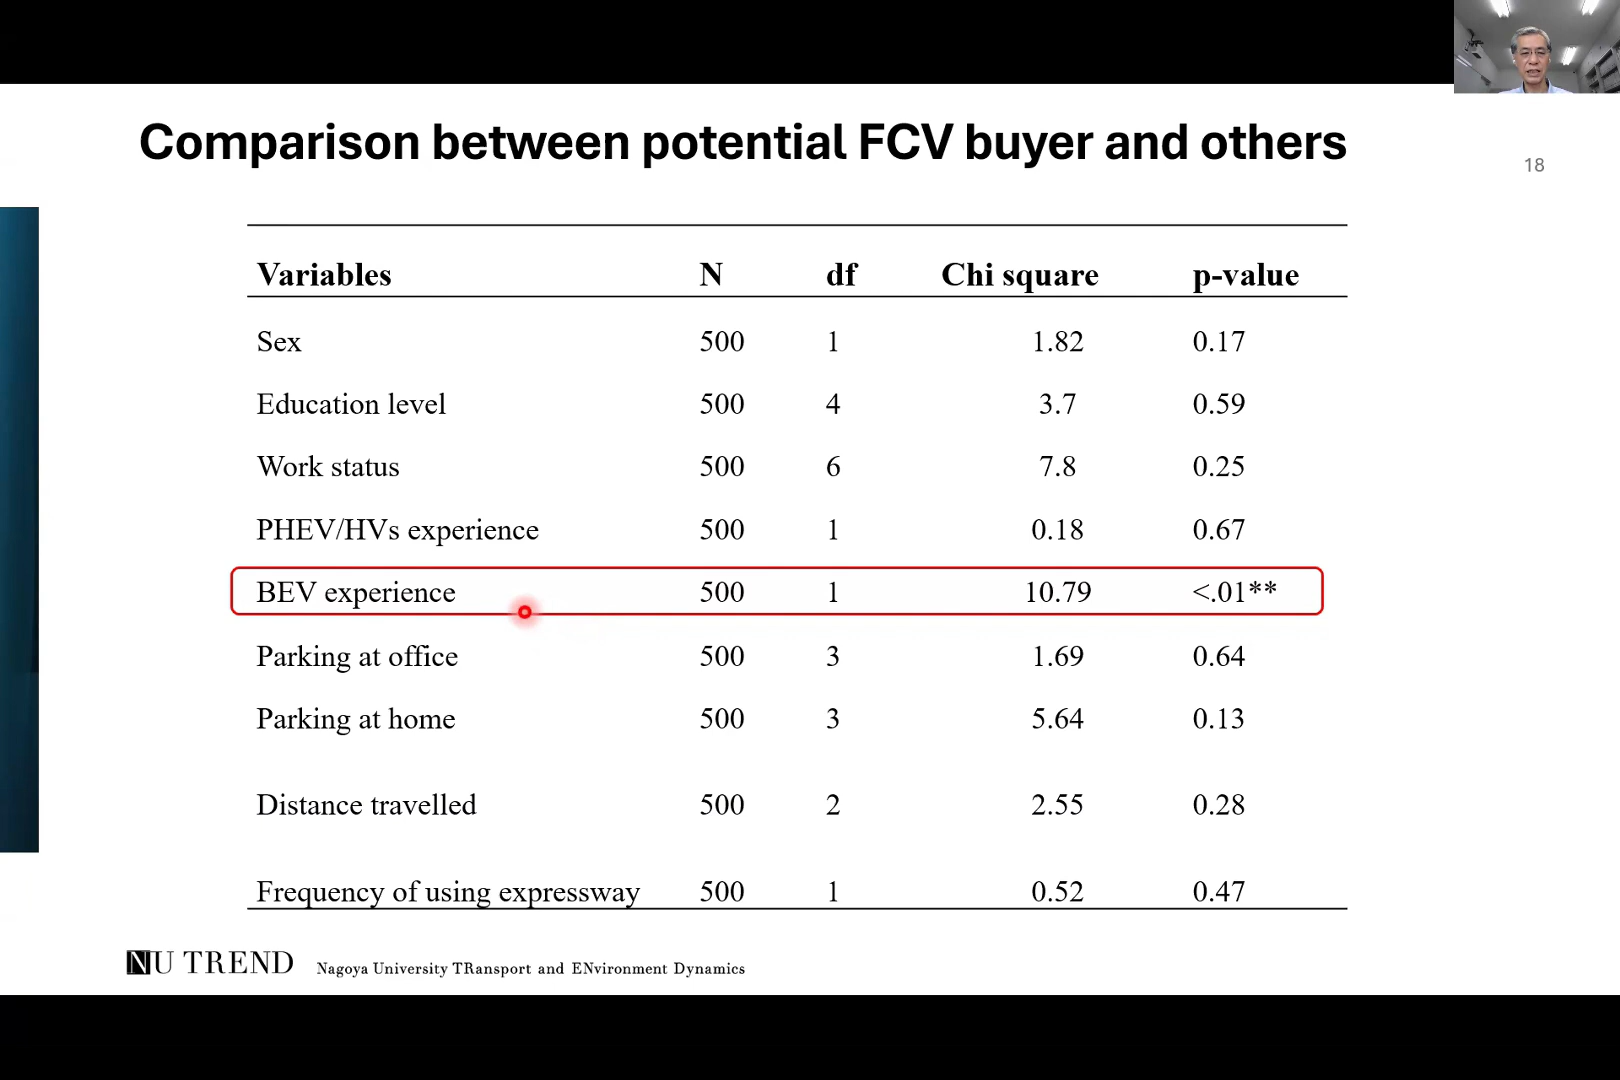 Comparison between potential FCV buyer and others
18
Variables N df Chi square p-value
Sex 500 1 1.82 0.17
Education level 500 4 3.7 0.59
Work status 500 6 7.8 0.25
PHEV/HVs experience 500 1 0.18 0.67
BEV experience 500 1 10.79 <.01**
Parking at office 500 3 1.69 0.64
Parking at home 500 3 5.64 0.13
Distance travelled 500 2 2.55 0.28
Frequency of using expressway 500 1 0.52 0.47
NU TREND Nagoya University TRansport and ENvironment Dynamics